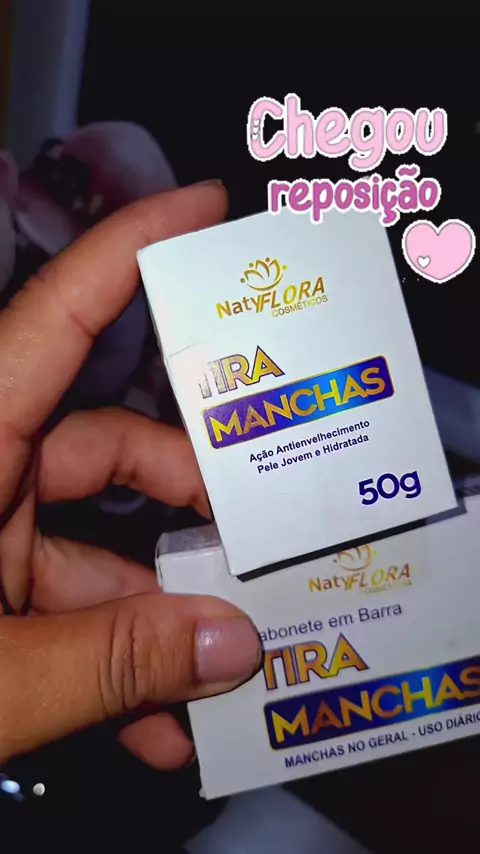 Chegou
reposição
NatyFLORA
COSMÉTICOS
TIRA
MANCHAS
Ação Antienvelhecimento
Pele Jovem e Hidratada
50g
NatyFLORA
COSMÉTICOS
abonete em Barra
TIRA
MANCHAS
MANCHAS NO GERAL - USO DIÁRIO